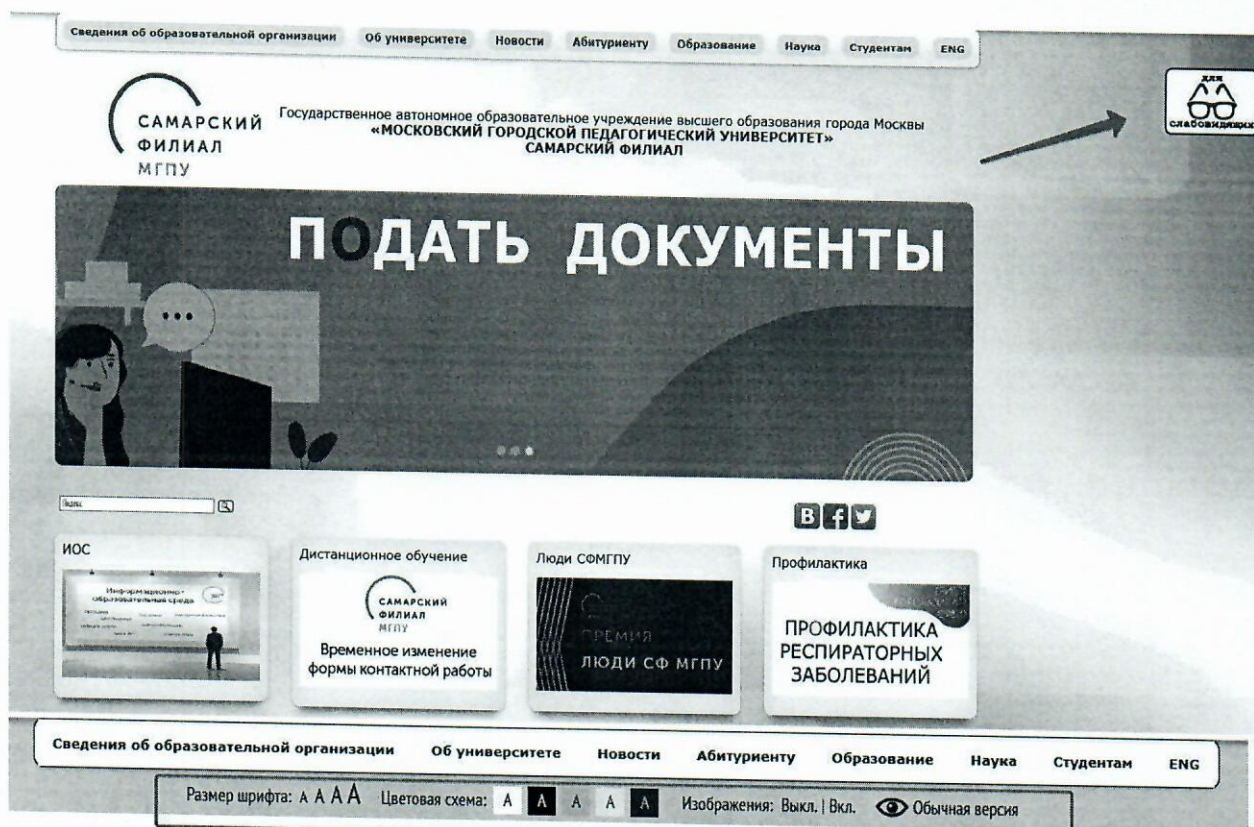 Сведения об образовательной организации Об университете Новости Абитуриенту Образование Наука Студентам ENG
для
слабовидящих
САМАРСКИЙ
ФИЛИАЛ
МГПУ
Государственное автономное образовательное учреждение высшего образования города Москвы
«МОСКОВСКИЙ ГОРОДСКОЙ ПЕДАГОГИЧЕСКИЙ УНИВЕРСИТЕТ»
САМАРСКИЙ ФИЛИАЛ
ПОДАТЬ ДОКУМЕНТЫ
ИОС
Информационно-
образовательная среда
Дистанционное обучение
САМАРСКИЙ
ФИЛИАЛ
МГПУ
Временное изменение
формы контактной работы
Люди СФМГПУ
ПРЕМИЯ
ЛЮДИ СФ МГПУ
Профилактика
ПРОФИЛАКТИКА
РЕСПИРАТОРНЫХ
ЗАБОЛЕВАНИЙ
Сведения об образовательной организации Об университете Новости Абитуриенту Образование Наука Студентам ENG
Размер шрифта: А А А А Цветовая схема: А А А А А Изображения: Выкл. | Вкл. Обычная версия